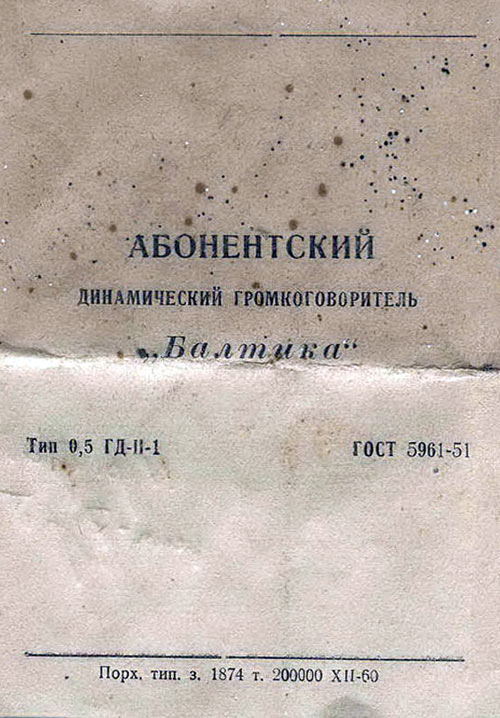 АБОНЕНТСКИЙ
ДИНАМИЧЕСКИЙ ГРОМКОГОВОРИТЕЛЬ
„Балтика“
Тип 0,5 ГД-II-1 ГОСТ 5961-51
Порх. тип. з. 1874 т. 200000 XII-60